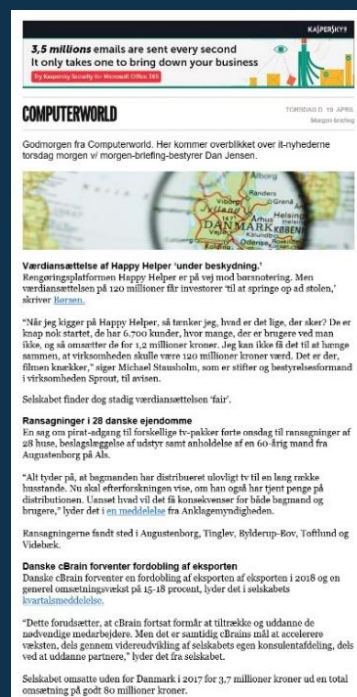 KASPERSKY
3,5 millions emails are sent every second
It only takes one to bring down your business
Try Kaspersky Security for Microsoft Office 365
COMPUTERWORLD
TORSDAG D. 19. APRIL
Morgen-briefing
Godmorgen fra Computerworld. Her kommer overblikket over it-nyhederne
torsdag morgen v/ morgen-briefing-bestyrer Dan Jensen.
Ålborg
Randers
Viborg
Grenå
Jylland
Århus
Helsing
DANMARK
KØBEN
Kolding
Odense
Værdiansættelse af Happy Helper 'under beskydning.'
Rengøringsplatformen Happy Helper er på vej mod børsnotering. Men
værdiansættelsen på 120 millioner får investorer 'til at springe op ad stolen,'
skriver Børsen.
"Når jeg kigger på Happy Helper, så tænker jeg, hvad er det lige, der sker? De er
knap nok startet, de har 6.700 kunder, hvor mange, der er brugere ved man
ikke, og så omsætter de for 1,2 millioner kroner. Jeg kan ikke få det til at hænge
sammen, at virksomheden skulle være 120 millioner kroner værd. Det er der,
filmen knækker," siger Michael Stausholm, som er stifter og bestyrelsesformand
i virksomheden Sprout, til avisen.
Selskabet finder dog stadig værdiansættelsen 'fair'.
Ransagninger i 28 danske ejendomme
En sag om pirat-adgang til forskellige tv-pakker førte onsdag til ransagninger af
28 huse, beslagslæggelse af udstyr samt anholdelse af en 60-årig mand fra
Augustenborg på Als.
"Alt tyder på, at bagmanden har distribueret ulovligt tv til en lang række
husstande. Nu skal efterforskningen vise, om han også har tjent penge på
distributionen. Uanset hvad vil det få konsekvenser for både bagmand og
brugere," lyder det i en meddelelse fra Anklagemyndigheden.
Ransagningerne fandt sted i Augustenborg, Tinglev, Bylderup-Bov, Toftlund og
Videbæk.
Danske cBrain forventer fordobling af eksporten
Danske cBrain forventer en fordobling af eksporten af eksporten i 2018 og en
generel omsætningsvækst på 15-18 procent, lyder det i selskabets
kvartalsmeddelelse.
"Dette forudsætter, at cBrain fortsat formår at tiltrække og uddanne de
nødvendige medarbejdere. Men det er samtidig cBrains mål at accelerere
væksten, dels gennem videreudvikling af selskabets egen konsulentafdeling, dels
ved at uddanne partnere," lyder det fra selskabet.
Selskabet omsatte uden for Danmark i 2017 for 3,7 millioner kroner ud en total
omsætning på godt 80 millioner kroner.